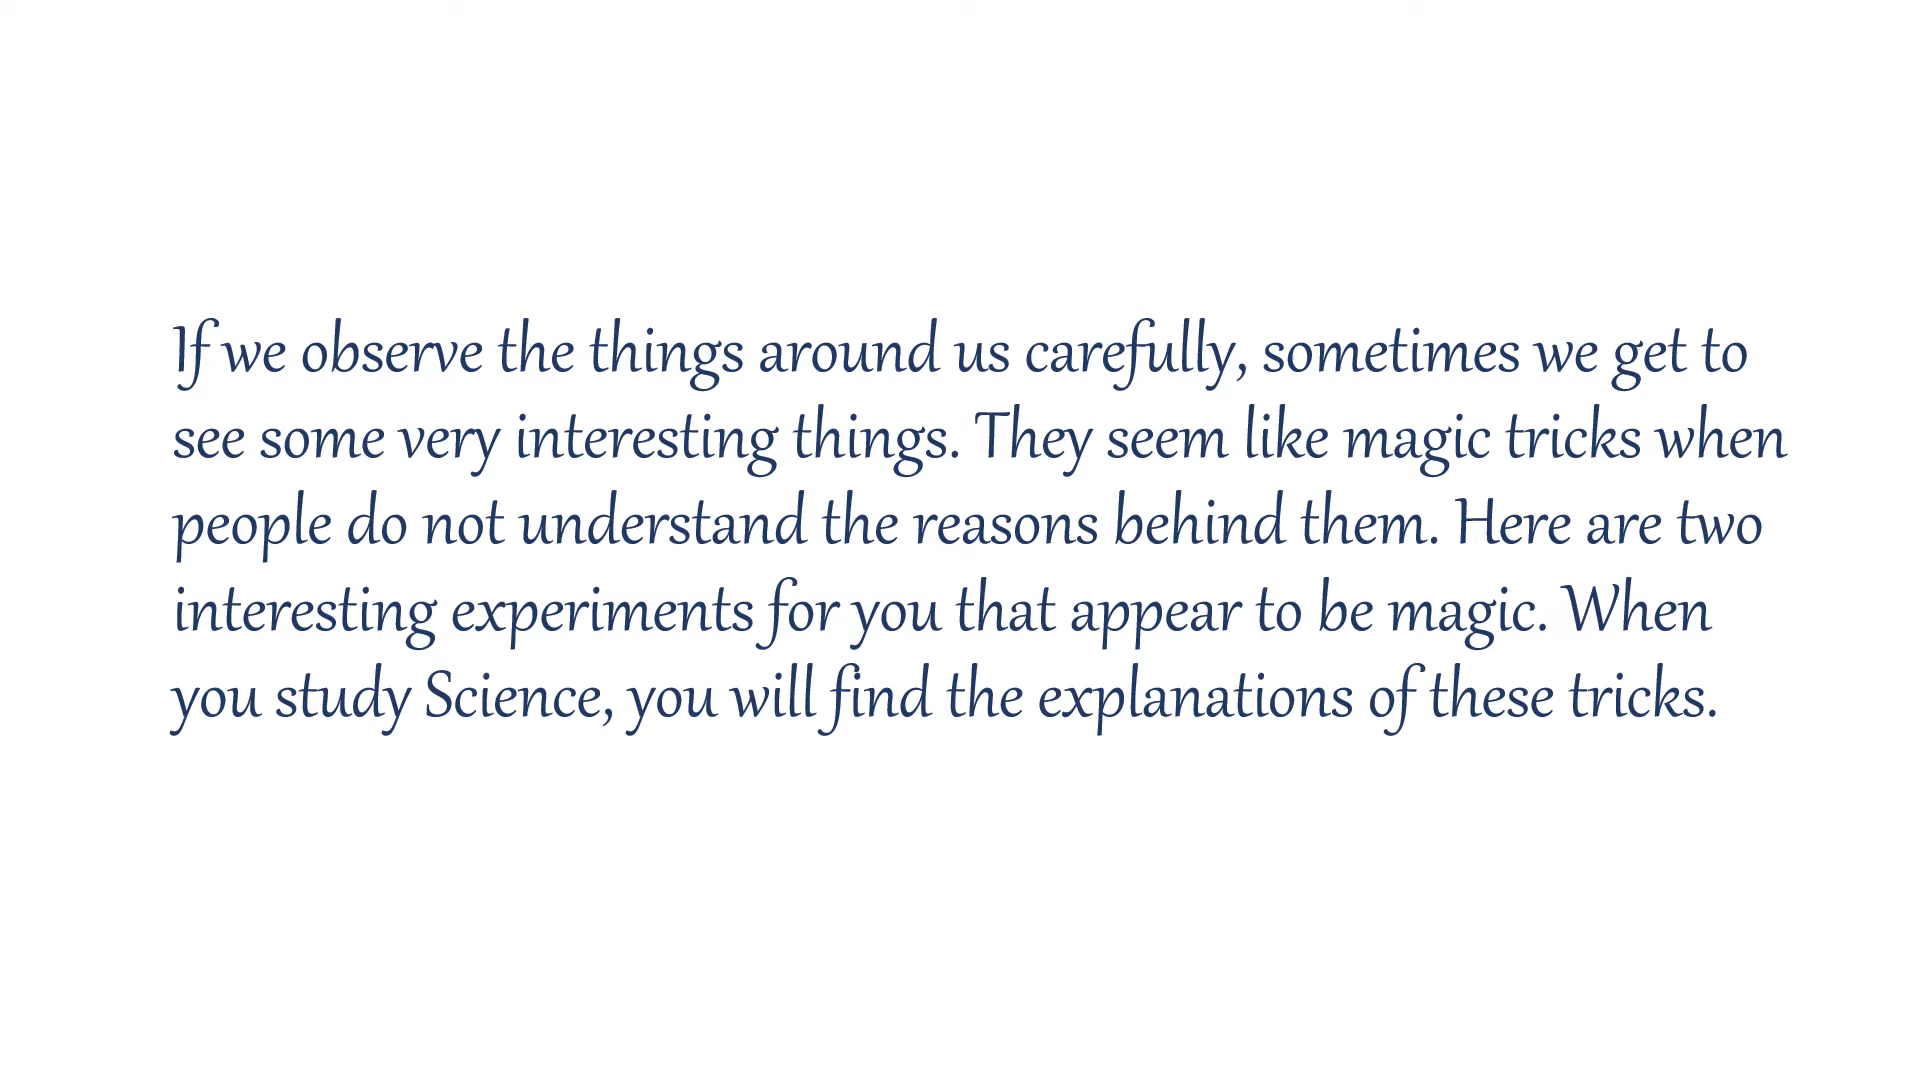 If we observe the things around us carefully, sometimes we get to
see some very interesting things. They seem like magic tricks when
people do not understand the reasons behind them. Here are two
interesting experiments for you that appear to be magic. When
you study Science, you will find the explanations of these tricks.